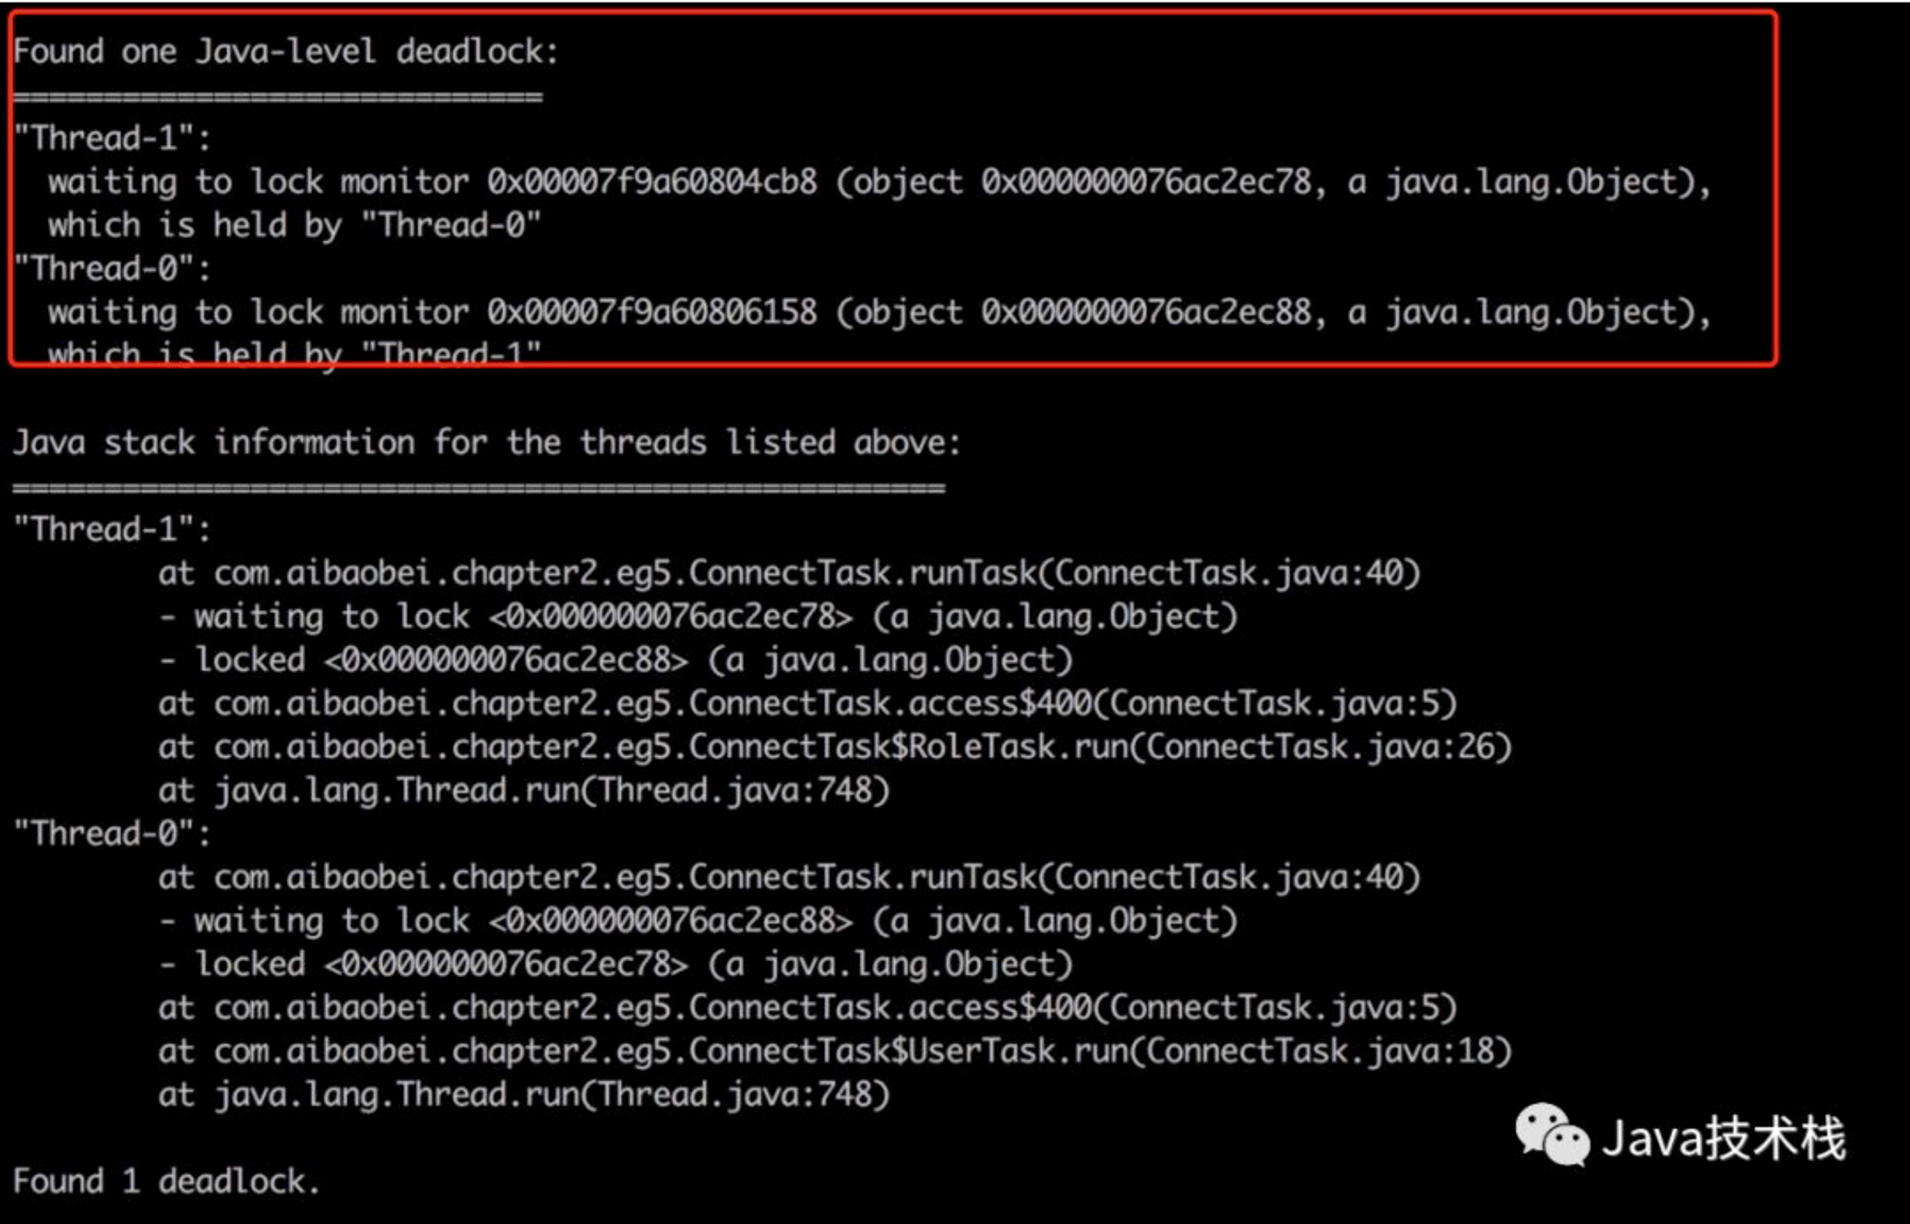 Found one Java-level deadlock:
=============================
"Thread-1":
  waiting to lock monitor 0x00007f9a60804cb8 (object 0x000000076ac2ec78, a java.lang.Object),
  which is held by "Thread-0"
"Thread-0":
  waiting to lock monitor 0x00007f9a60806158 (object 0x000000076ac2ec88, a java.lang.Object),
  which is held by "Thread-1"
Java stack information for the threads listed above:
===================================================
"Thread-1":
        at com.aibaobei.chapter2.eg5.ConnectTask.runTask(ConnectTask.java:40)
        - waiting to lock <0x000000076ac2ec78> (a java.lang.Object)
        - locked <0x000000076ac2ec88> (a java.lang.Object)
        at com.aibaobei.chapter2.eg5.ConnectTask.access$400(ConnectTask.java:5)
        at com.aibaobei.chapter2.eg5.ConnectTask$RoleTask.run(ConnectTask.java:26)
        at java.lang.Thread.run(Thread.java:748)
"Thread-0":
        at com.aibaobei.chapter2.eg5.ConnectTask.runTask(ConnectTask.java:40)
        - waiting to lock <0x000000076ac2ec88> (a java.lang.Object)
        - locked <0x000000076ac2ec78> (a java.lang.Object)
        at com.aibaobei.chapter2.eg5.ConnectTask.access$400(ConnectTask.java:5)
        at com.aibaobei.chapter2.eg5.ConnectTask$UserTask.run(ConnectTask.java:18)
        at java.lang.Thread.run(Thread.java:748)
Java技术栈
Found 1 deadlock.